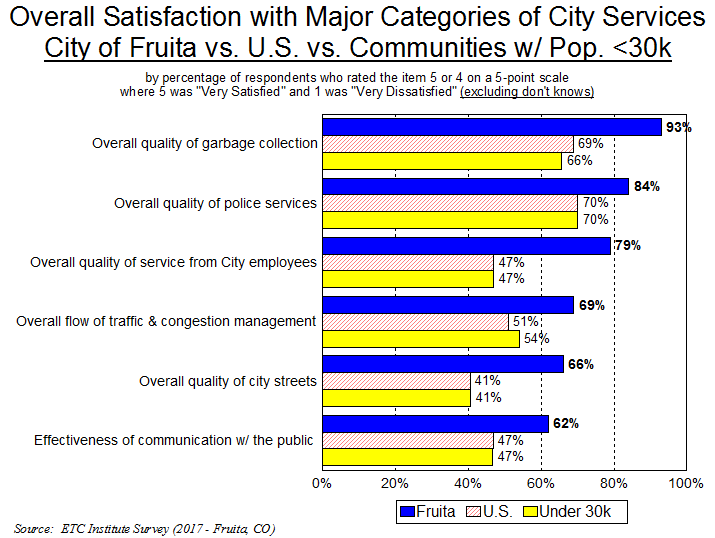 Overall Satisfaction with Major Categories of City Services
City of Fruita vs. U.S. vs. Communities w/ Pop. <30k
by percentage of respondents who rated the item 5 or 4 on a 5-point scale
where 5 was "Very Satisfied" and 1 was "Very Dissatisfied" (excluding don't knows)
Overall quality of garbage collection
93%
69%
66%
Overall quality of police services
84%
70%
70%
Overall quality of service from City employees
79%
47%
47%
Overall flow of traffic & congestion management
69%
51%
54%
Overall quality of city streets
66%
41%
41%
Effectiveness of communication w/ the public
62%
47%
47%
0% 20% 40% 60% 80% 100%
Fruita U.S. Under 30k
Source: ETC Institute Survey (2017 - Fruita, CO)